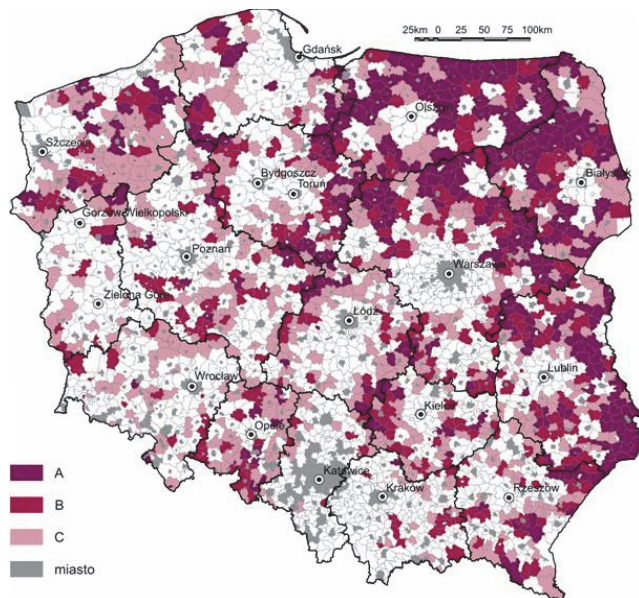 25km 0 25 50 75 100km
Gdańsk
Olsztyn
Szczecin
Bydgoszcz
Toruń
Białystok
Gorzów Wielkopolski
Poznań
Warszawa
Zielona Góra
Łódź
Lublin
Wrocław
Kielce
Opole
Katowice
Kraków
Rzeszów
A
B
C
miasto